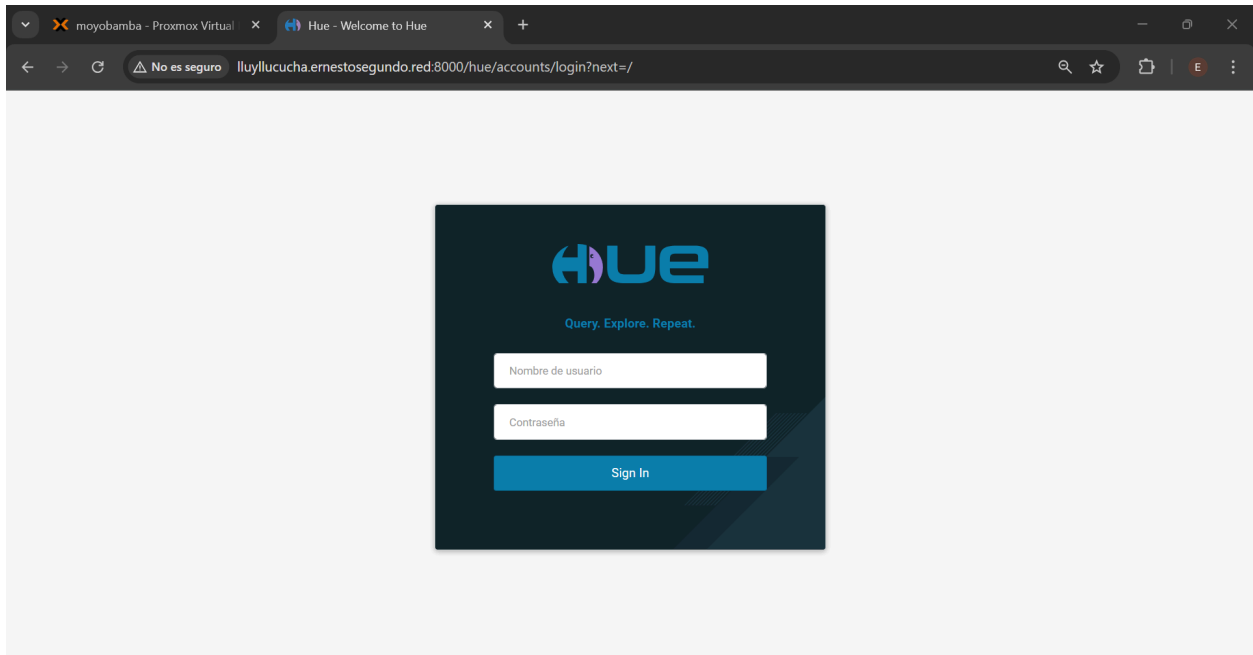 moyobamba - Proxmox Virtual
Hue - Welcome to Hue
No es seguro lluyllucucha.ernestosegundo.red:8000/hue/accounts/login?next=/
E
HUE
Query. Explore. Repeat.
Nombre de usuario
Contraseña
Sign In